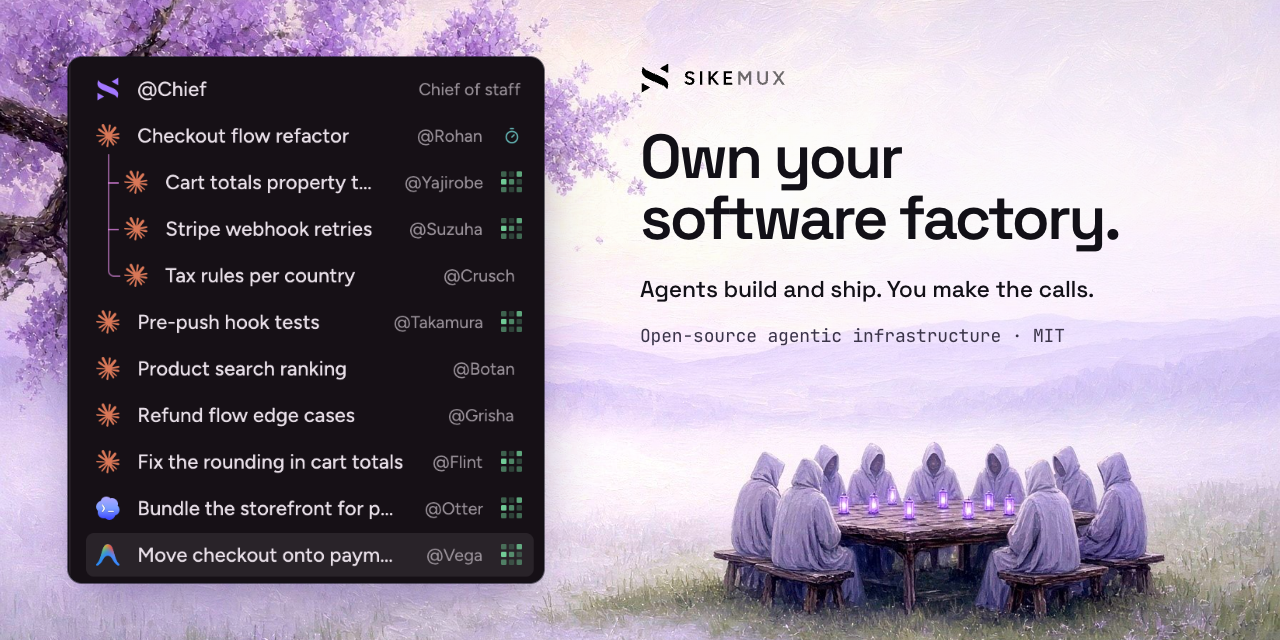 @Chief Chief of staff
Checkout flow refactor @Rohan
Cart totals property t... @Yajirobe
Stripe webhook retries @Suzuha
Tax rules per country @Crusch
Pre-push hook tests @Takamura
Product search ranking @Botan
Refund flow edge cases @Grisha
Fix the rounding in cart totals @Flint
Bundle the storefront for p... @Otter
Move checkout onto paym... @Vega
SIKEMUX
Own your
software factory.
Agents build and ship. You make the calls.
Open-source agentic infrastructure · MIT